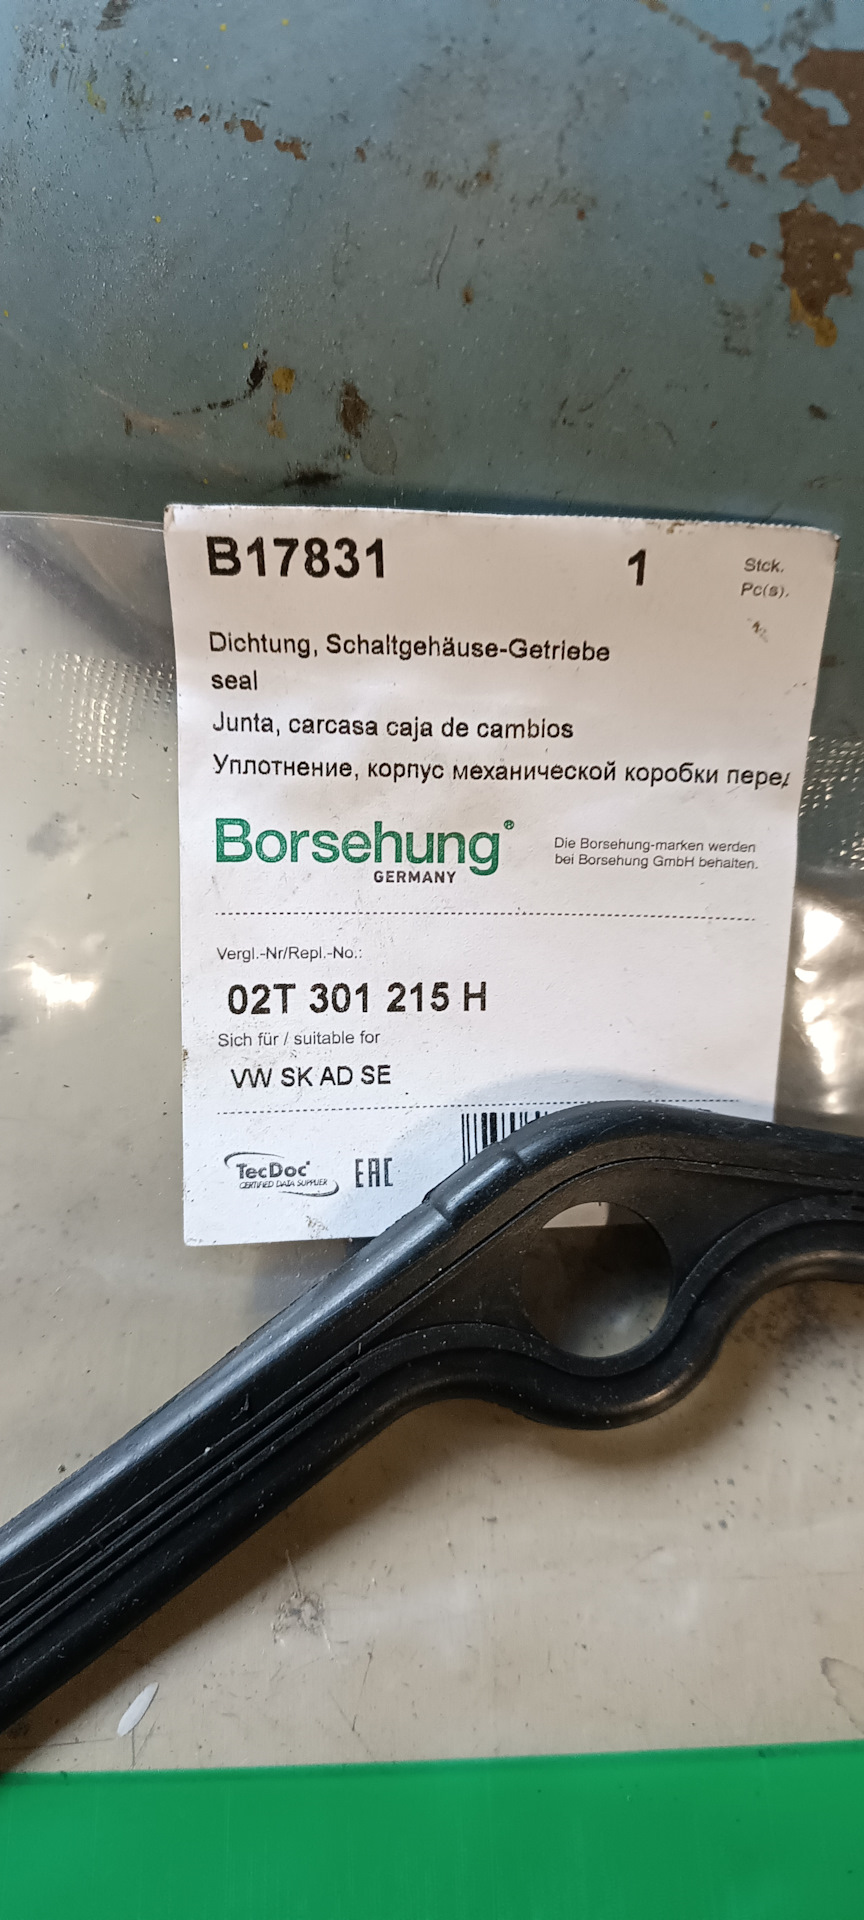 B17831 1 Stck.
Pc(s).
Dichtung, Schaltgehäuse-Getriebe
seal
Junta, carcasa caja de cambios
Уплотнение, корпус механической коробки перед
Borsehung®
GERMANY
Die Borsehung-marken werden
bei Borsehung GmbH behalten.
Vergl.-Nr/Repl.-No.:
02T 301 215 H
Sich für / suitable for
VW SK AD SE
TecDoc
CERTIFIED DATA SUPPLIER
EAC